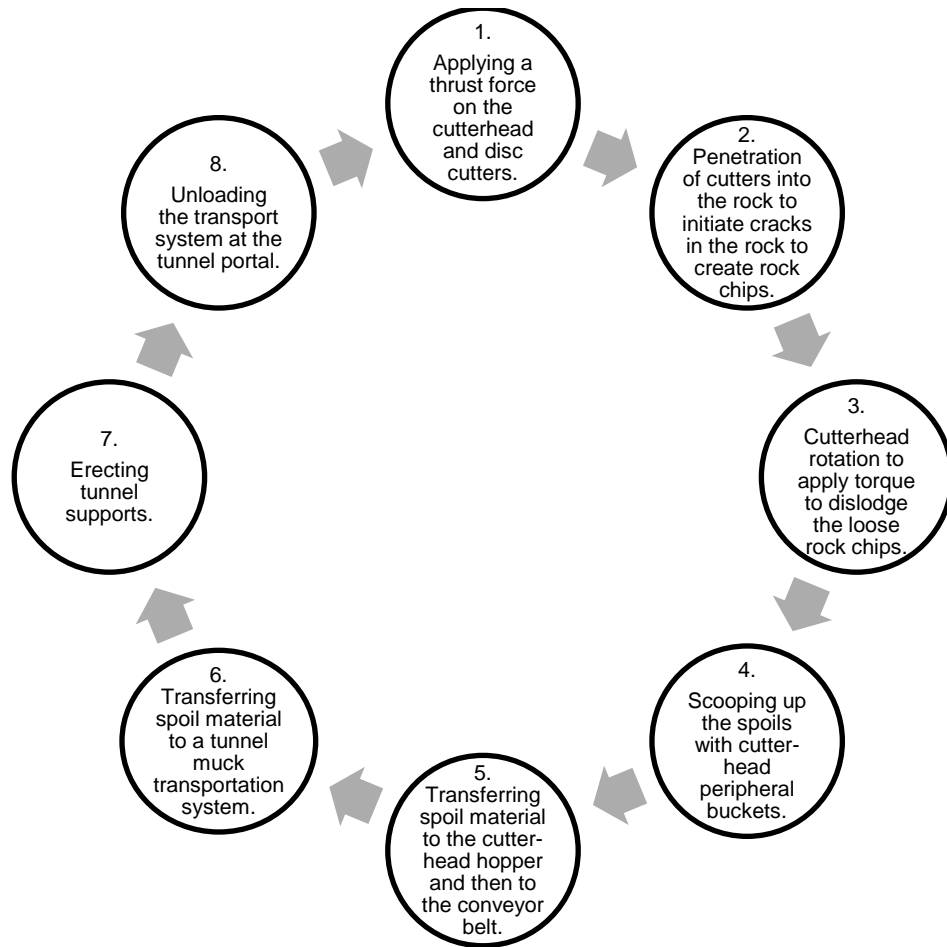 1.
Applying a
thrust force
on the
cutterhead
and disc
cutters.
2.
Penetration
of cutters into
the rock to
initiate cracks
in the rock to
create rock
chips.
3.
Cutterhead
rotation to
apply torque
to dislodge
the loose
rock chips.
4.
Scooping up
the spoils
with cutter-
head
peripheral
buckets.
5.
Transferring
spoil material
to the cutter-
head hopper
and then to
the conveyor
belt.
6.
Transferring
spoil material
to a tunnel
muck
transportation
system.
7.
Erecting
tunnel
supports.
8.
Unloading
the transport
system at the
tunnel portal.